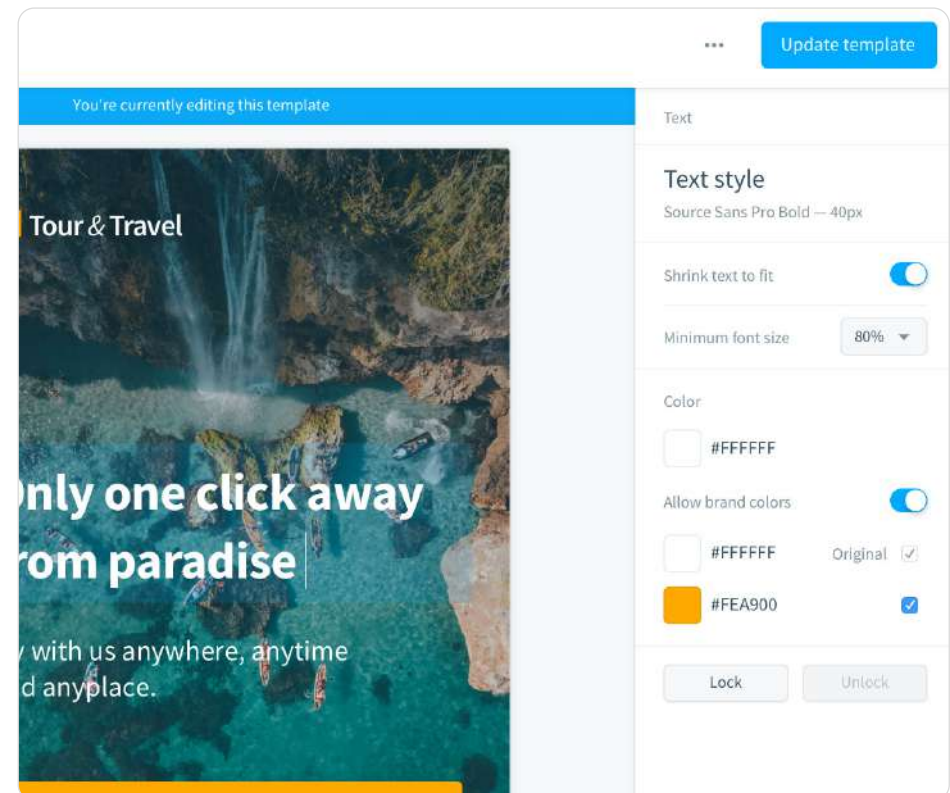 •••
Update template
You're currently editing this template
Text
Tour & Travel
Text style
Source Sans Pro Bold — 40px
Shrink text to fit
Minimum font size 80%
Color
#FFFFFF
Only one click away
from paradise
Allow brand colors
#FFFFFF Original
#FEA900
with us anywhere, anytime
anyplace.
Lock Unlock